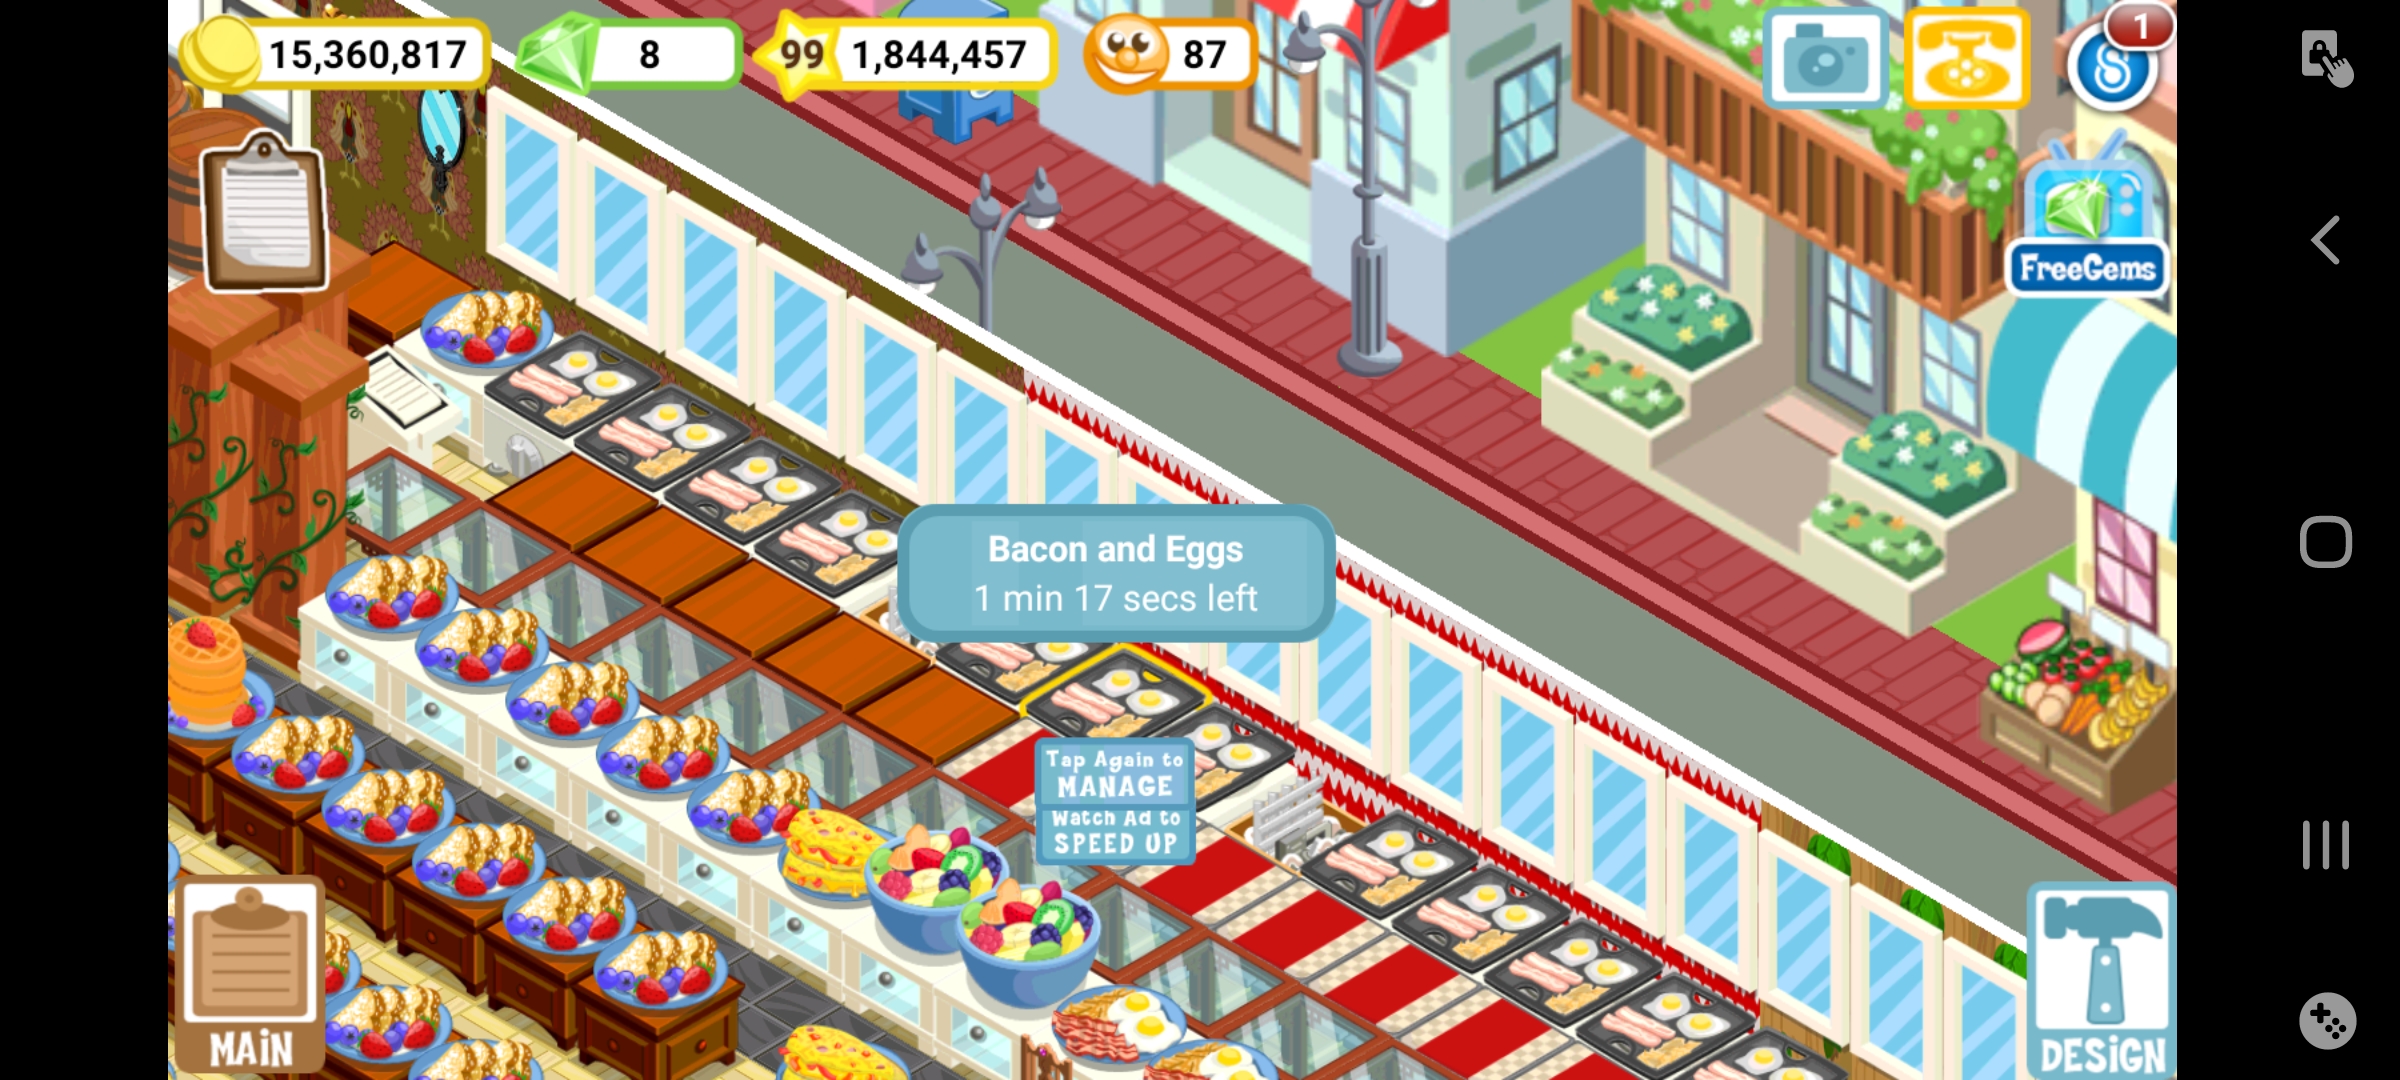 15,360,817
8
99
1,844,457
87
1
FreeGems
Bacon and Eggs
1 min 17 secs left
Tap Again to
MANAGE
Watch Ad to
SPEED UP
MAiN
DESiGN